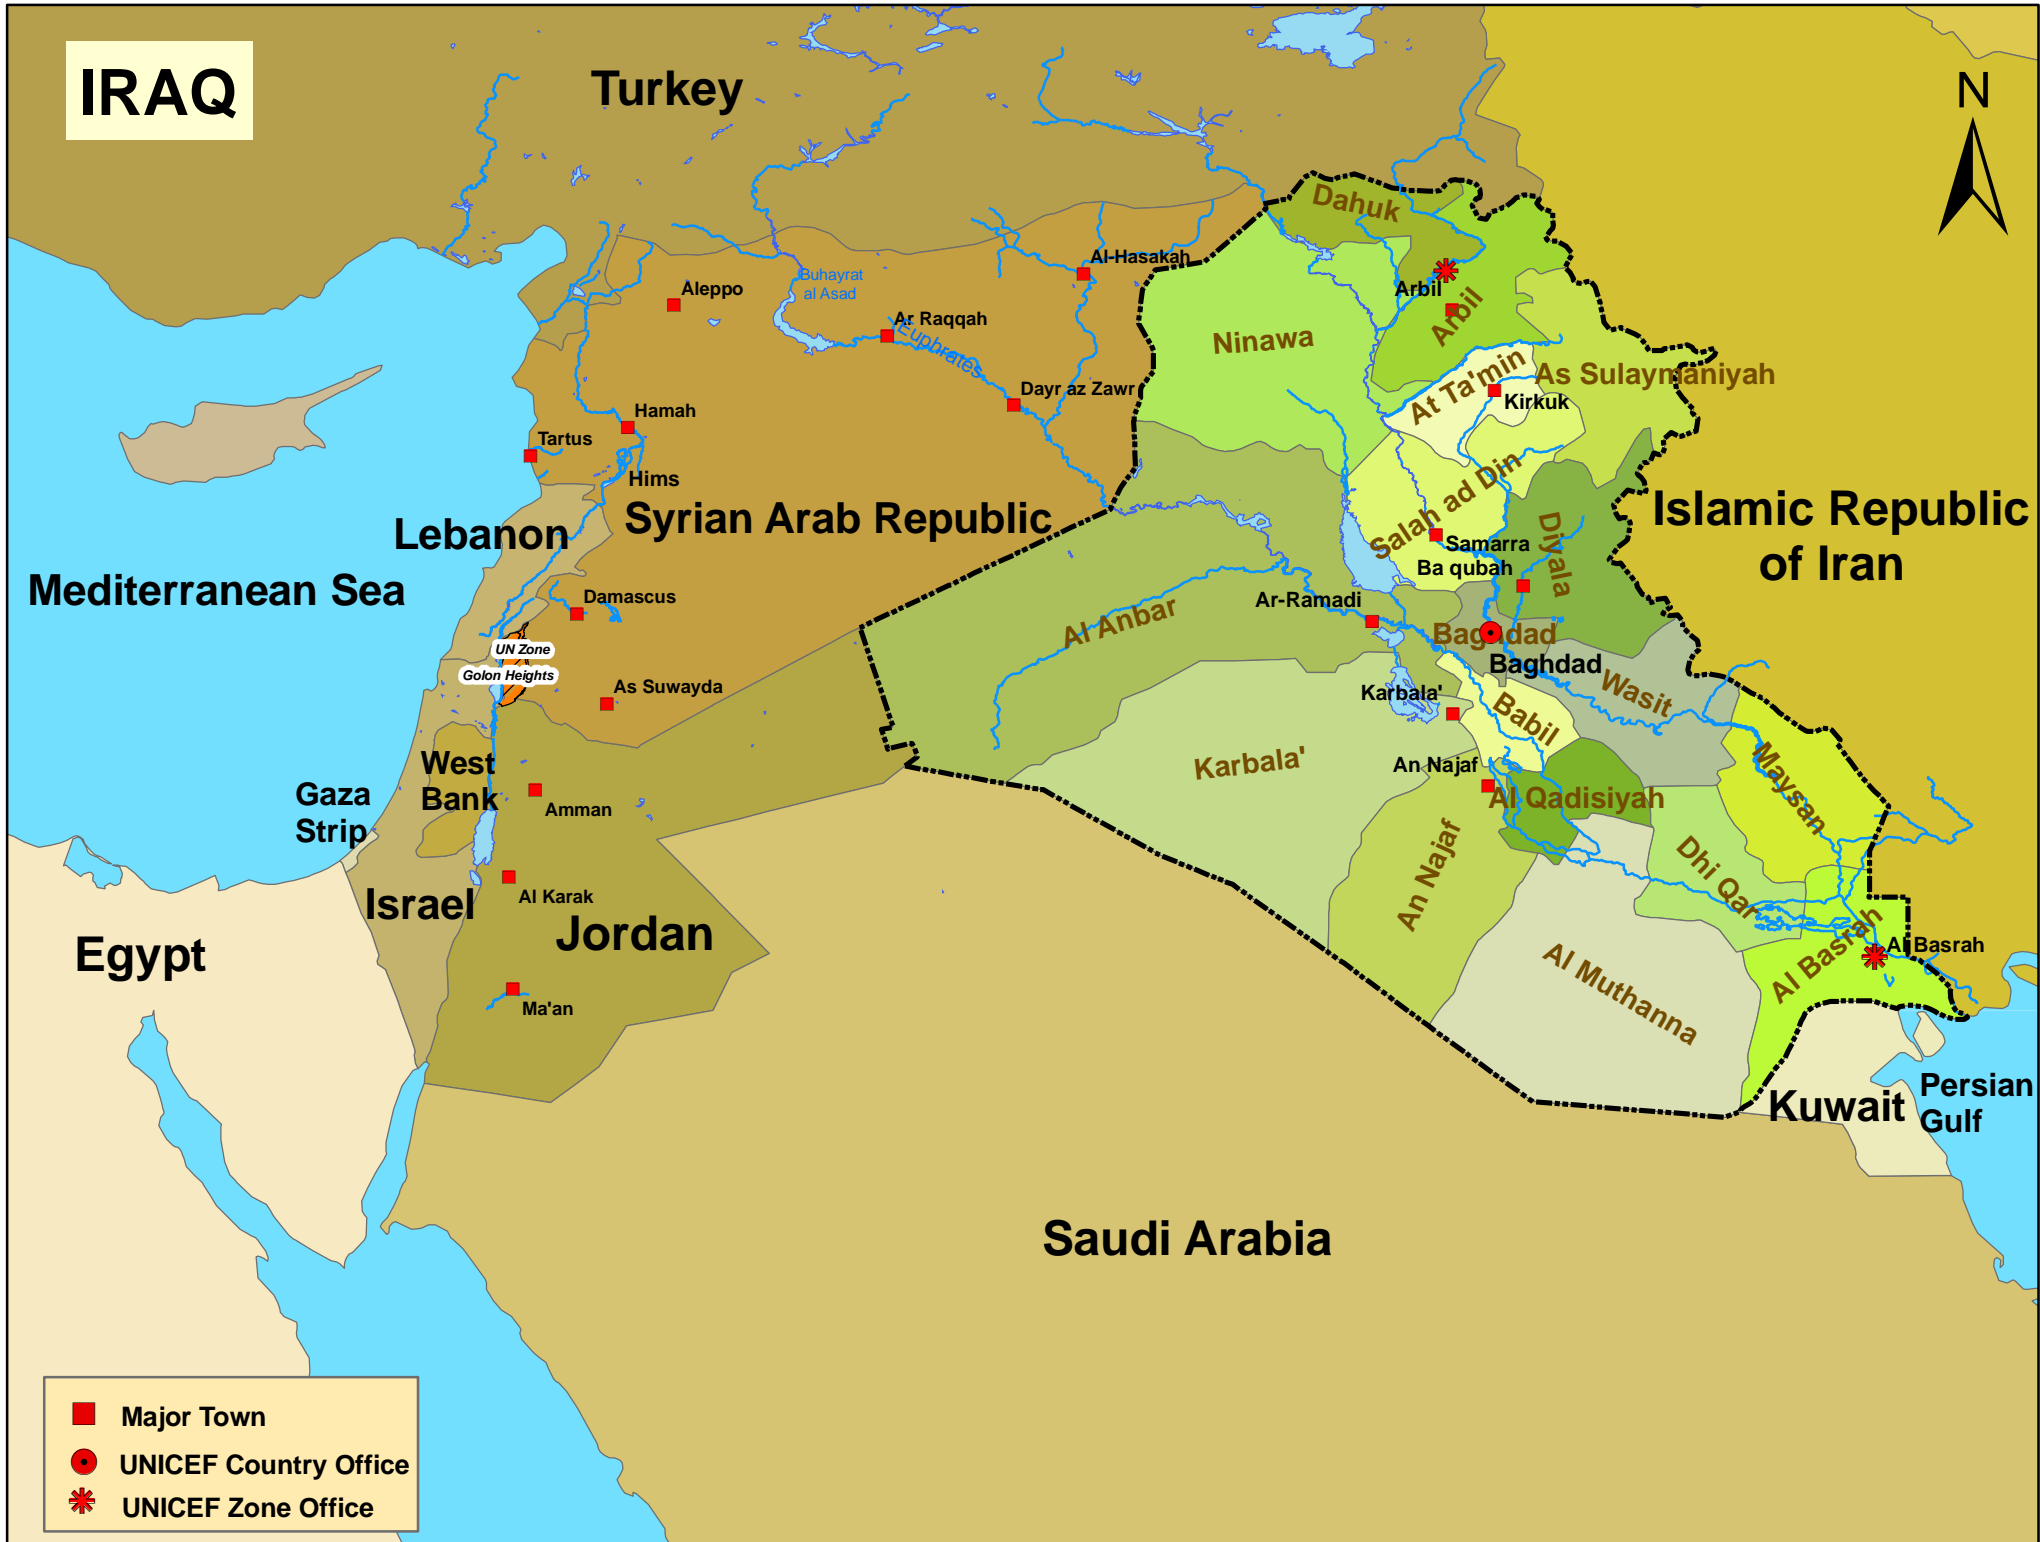 IRAQ
Turkey
N
Dahuk
Al-Hasakah
Buhayrat
al Asad
Aleppo
Arbil
Arbil
Ar Raqqah
Euphrates
Ninawa
As Sulaymaniyah
At Ta'min
Kirkuk
Dayr az Zawr
Hamah
Tartus
Hims
Salah ad Din
Syrian Arab Republic
Lebanon
Islamic Republic
of Iran
Samarra
Ba qubah
Diyala
Mediterranean Sea
Damascus
Ar-Ramadi
Al Anbar
Baghdad
Baghdad
UN Zone
Golon Heights
As Suwayda
Karbala'
Wasit
Babil
Karbala'
An Najaf
Al Qadisiyah
Maysan
West
Bank
Gaza
Strip
Amman
An Najaf
Dhi Qar
Israel
Al Karak
Jordan
Egypt
Al Basrah
Al Basrah
Al Muthanna
Ma'an
Kuwait
Persian
Gulf
Saudi Arabia
Major Town
UNICEF Country Office
UNICEF Zone Office